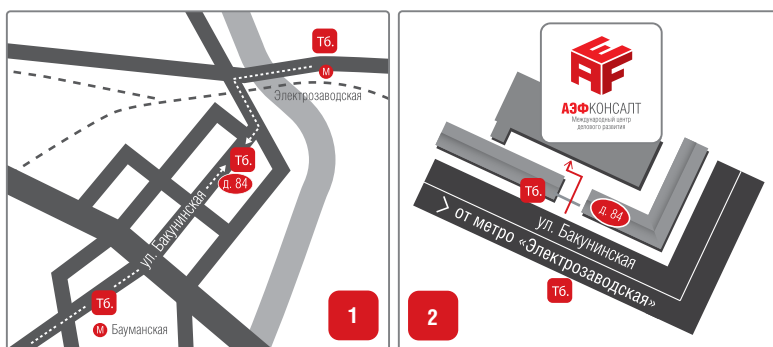 Тб.
М
Электрозаводская
Тб.
д. 84
ул. Бакунинская
Тб.
М Бауманская
1
АЭФКОНСАЛТ
Международный центр
делового развития
Тб.
д. 84
ул. Бакунинская
> от метро «Электрозаводская»
Тб.
2